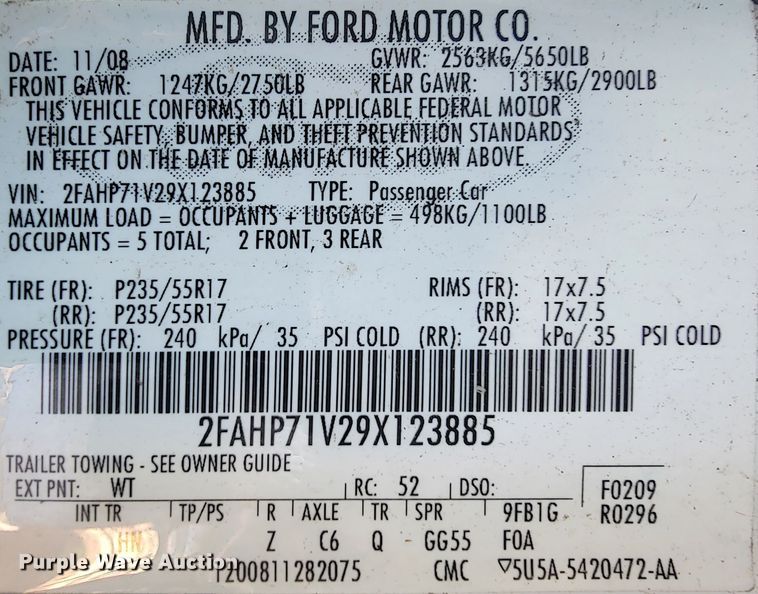 MFD. BY FORD MOTOR CO.
DATE: 11/08 GVWR: 2563KG/5650LB
FRONT GAWR: 1247KG/2750LB REAR GAWR: 1315KG/2900LB
THIS VEHICLE CONFORMS TO ALL APPLICABLE FEDERAL MOTOR
VEHICLE SAFETY, BUMPER, AND THEFT PREVENTION STANDARDS
IN EFFECT ON THE DATE OF MANUFACTURE SHOWN ABOVE.
VIN: 2FAHP71V29X123885 TYPE: Passenger Car
MAXIMUM LOAD = OCCUPANTS + LUGGAGE = 498KG/1100LB
OCCUPANTS = 5 TOTAL; 2 FRONT, 3 REAR
TIRE (FR): P235/55R17 RIMS (FR): 17x7.5
(RR): P235/55R17 (RR): 17x7.5
PRESSURE (FR): 240 kPa/ 35 PSI COLD (RR): 240 kPa/ 35 PSI COLD
2FAHP71V29X123885
TRAILER TOWING - SEE OWNER GUIDE
EXT PNT: WT RC: 52 DSO: F0209
INT TR TP/PS R AXLE TR SPR 9FB1G R0296
HN Z C6 Q GG55 F0A
Purple Wave Auction
1200811282075 CMC ▽5U5A-5420472-AA